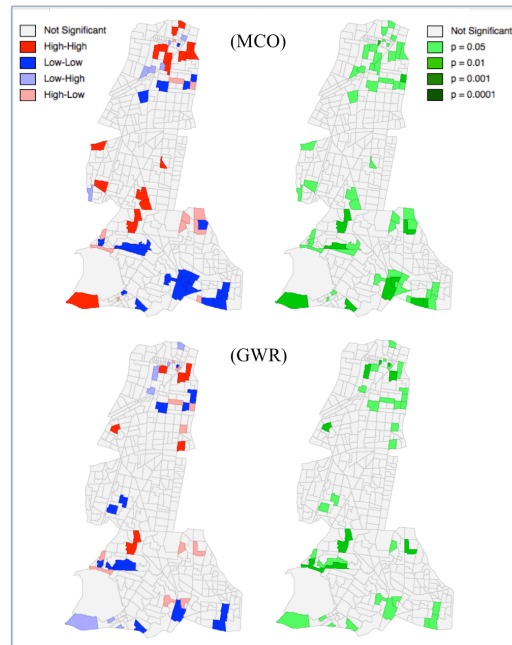 Not Significant
High-High
Low-Low
Low-High
High-Low
(MCO)
Not Significant
p = 0.05
p = 0.01
p = 0.001
p = 0.0001
(GWR)